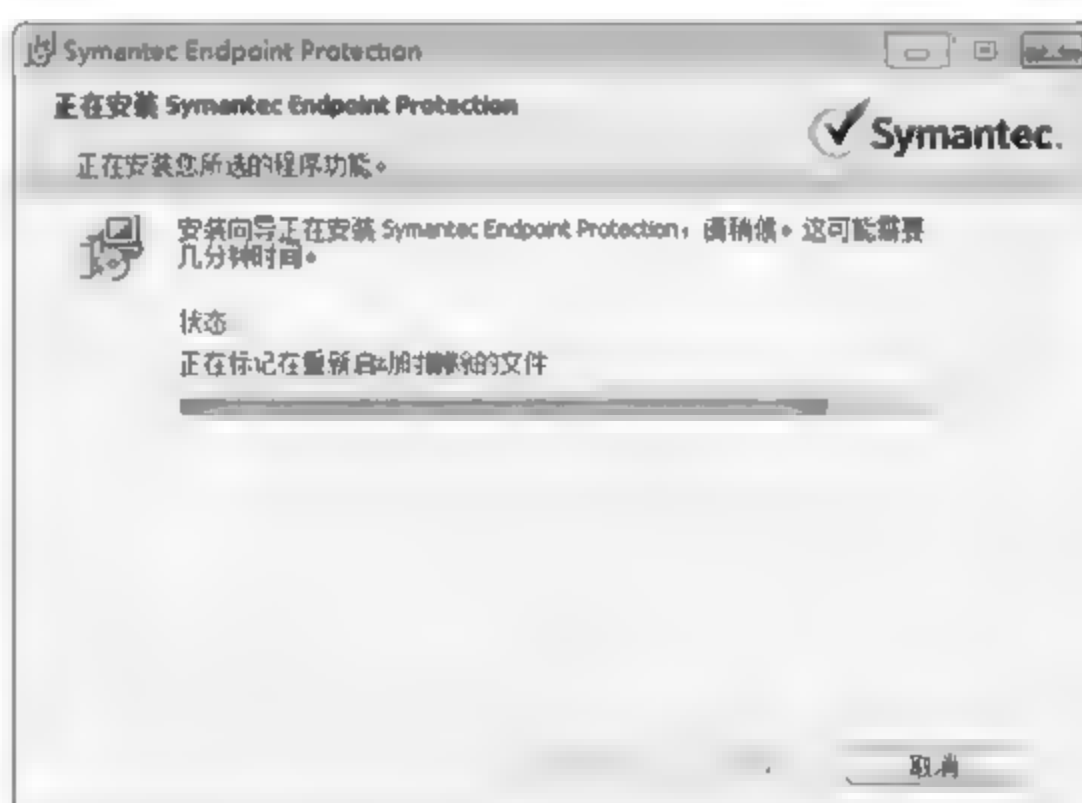 Symantec Endpoint Protection
正在安装 Symantec Endpoint Protection
Symantec.
正在安装您所选的程序功能。
安装向导正在安装 Symantec Endpoint Protection，请稍候。这可能需要
几分钟时间。
状态
正在标记在重新启动时删除的文件
取消